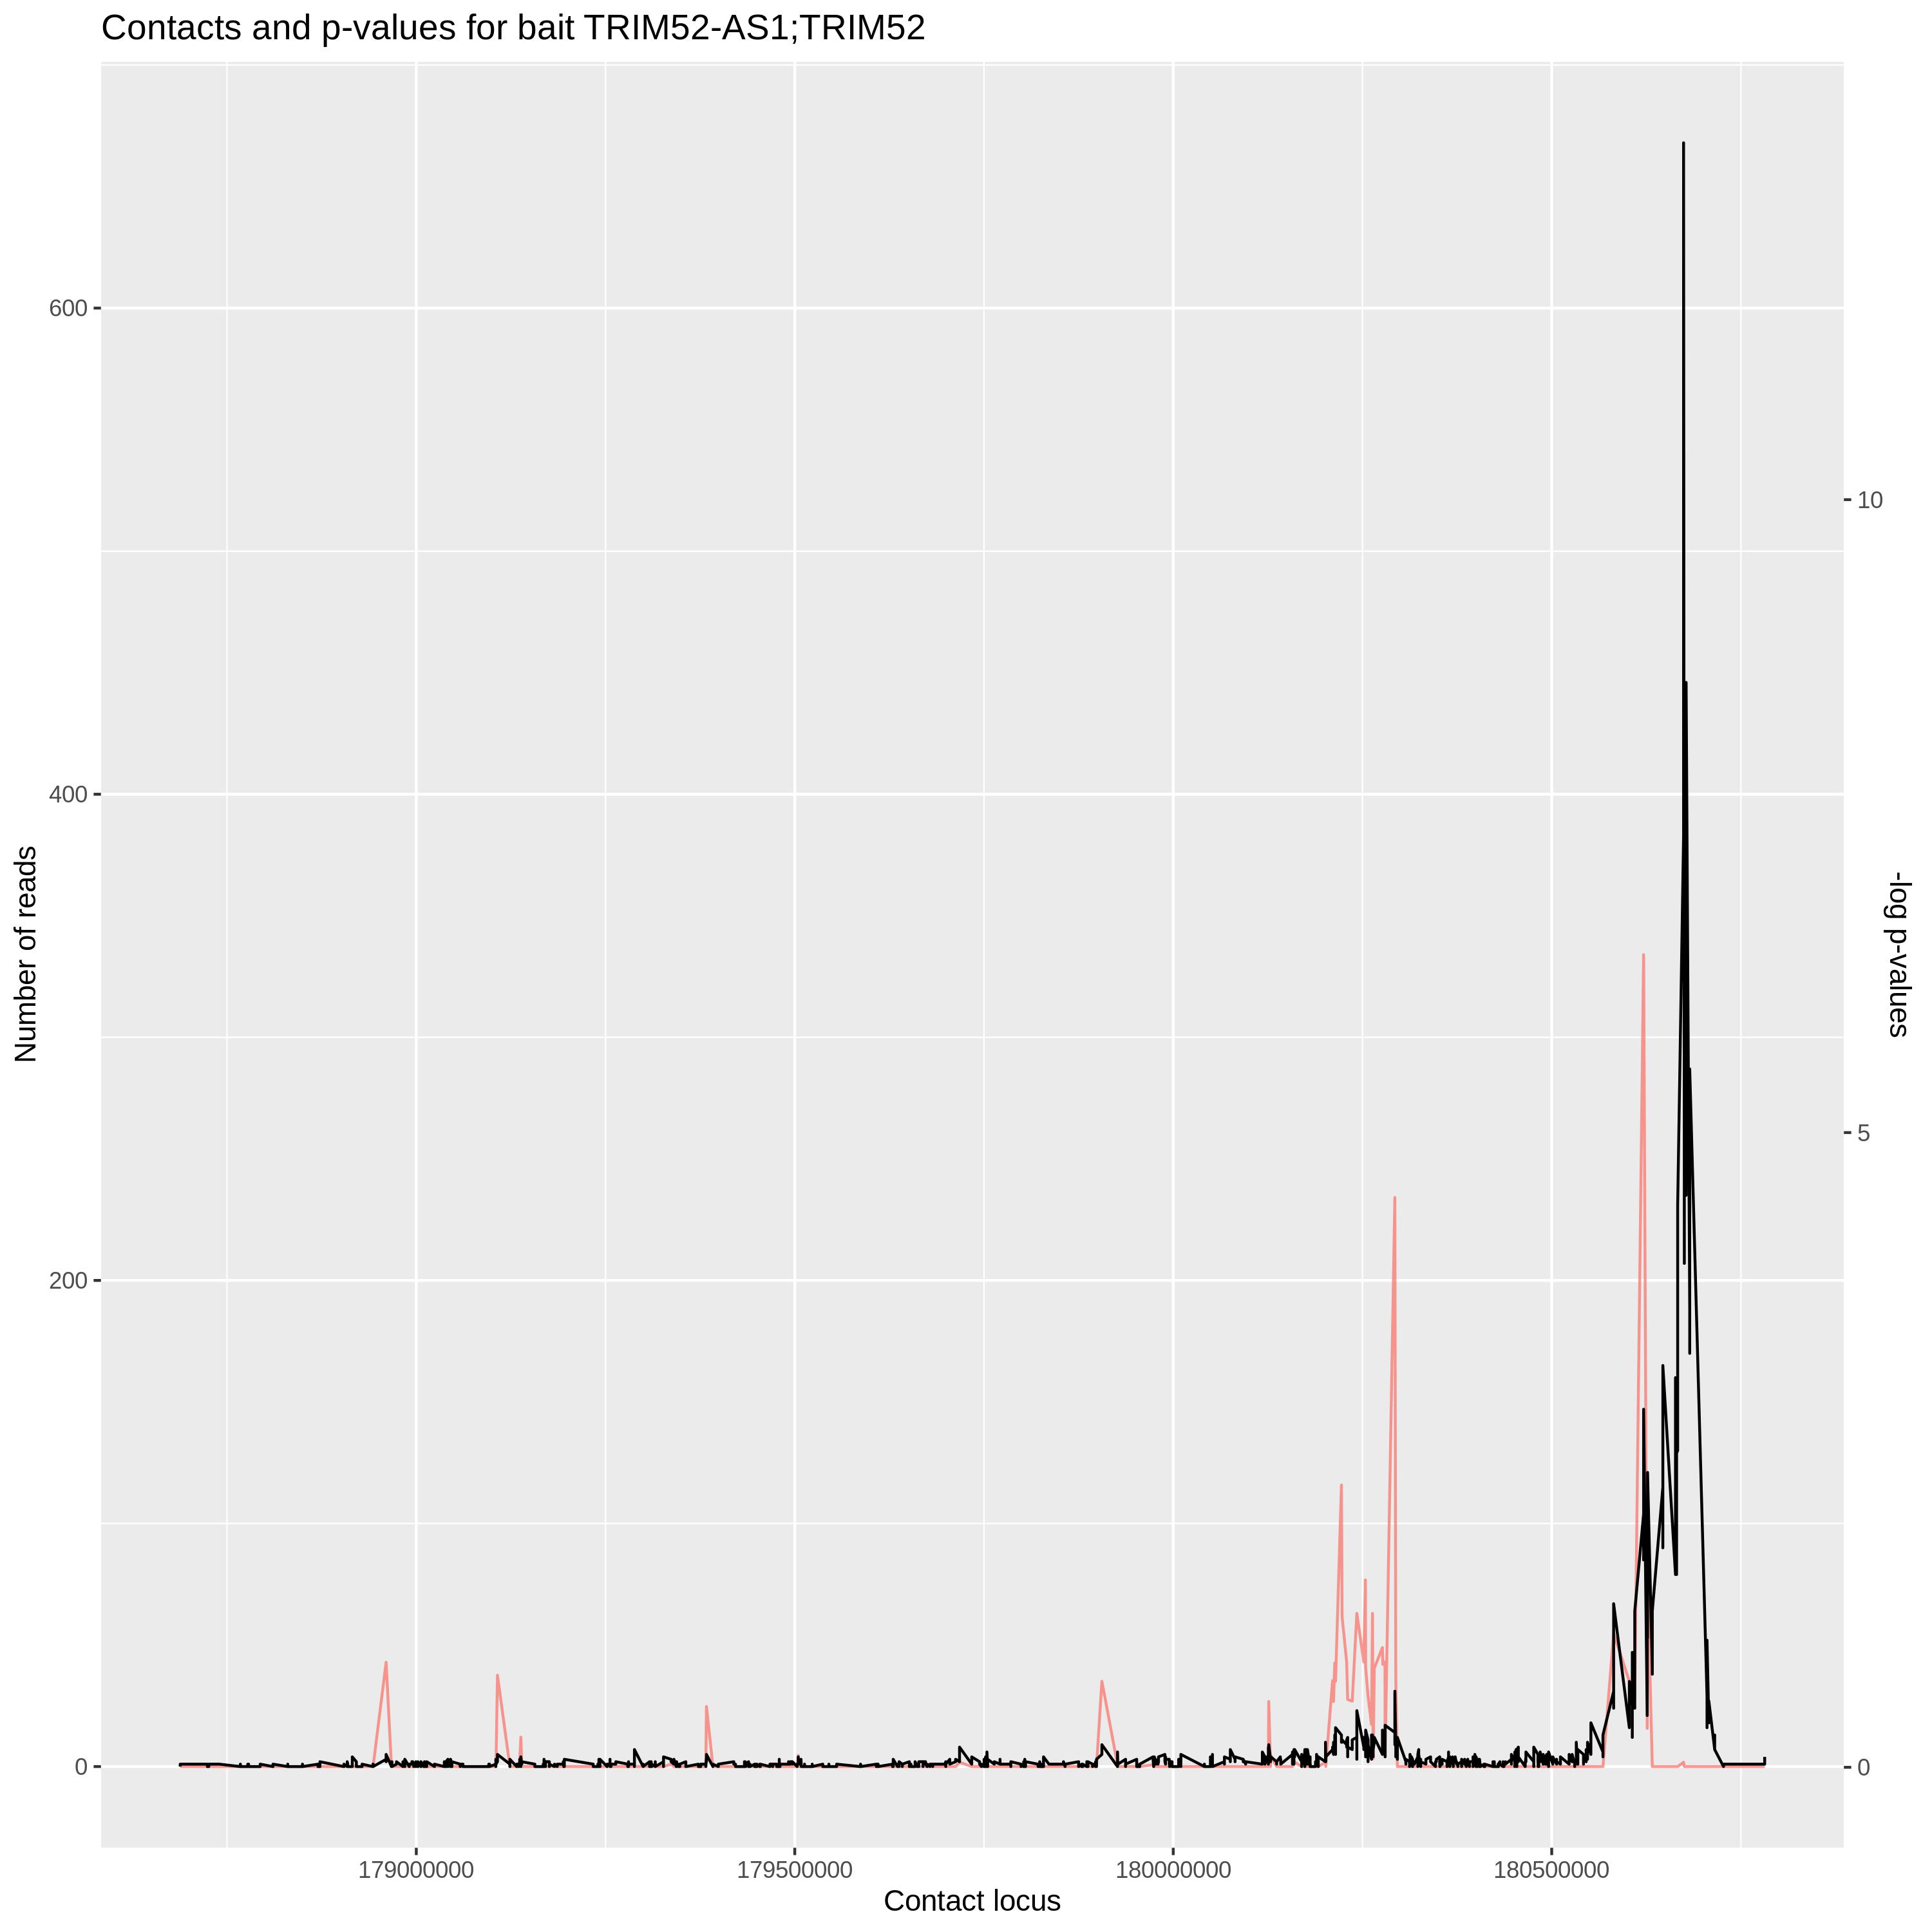 Contacts and p-values for bait TRIM52-AS1;TRIM52
Number of reads
600
400
200
0
10
5
0
-log p-values
179000000 179500000 180000000 180500000
Contact locus